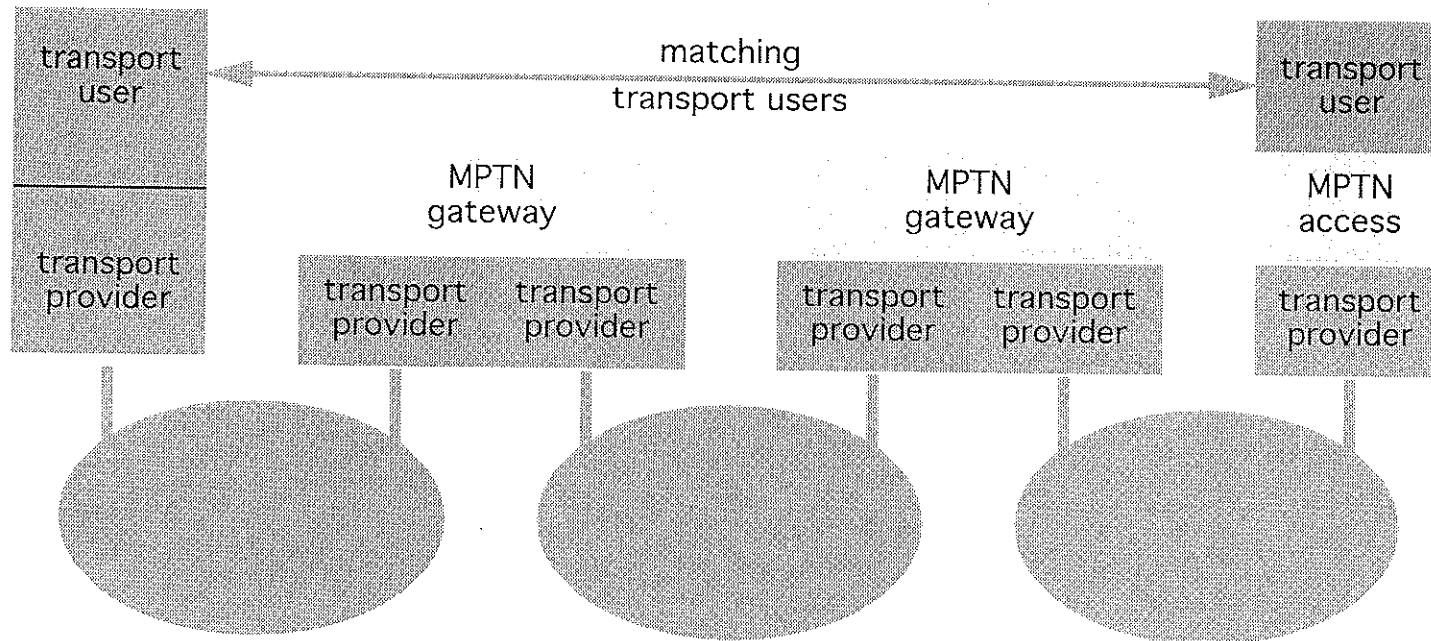 transport
user
matching
transport users
transport
user
MPTN
gateway
MPTN
gateway
MPTN
access
transport
provider
transport
provider
transport
provider
transport
provider
transport
provider
transport
provider